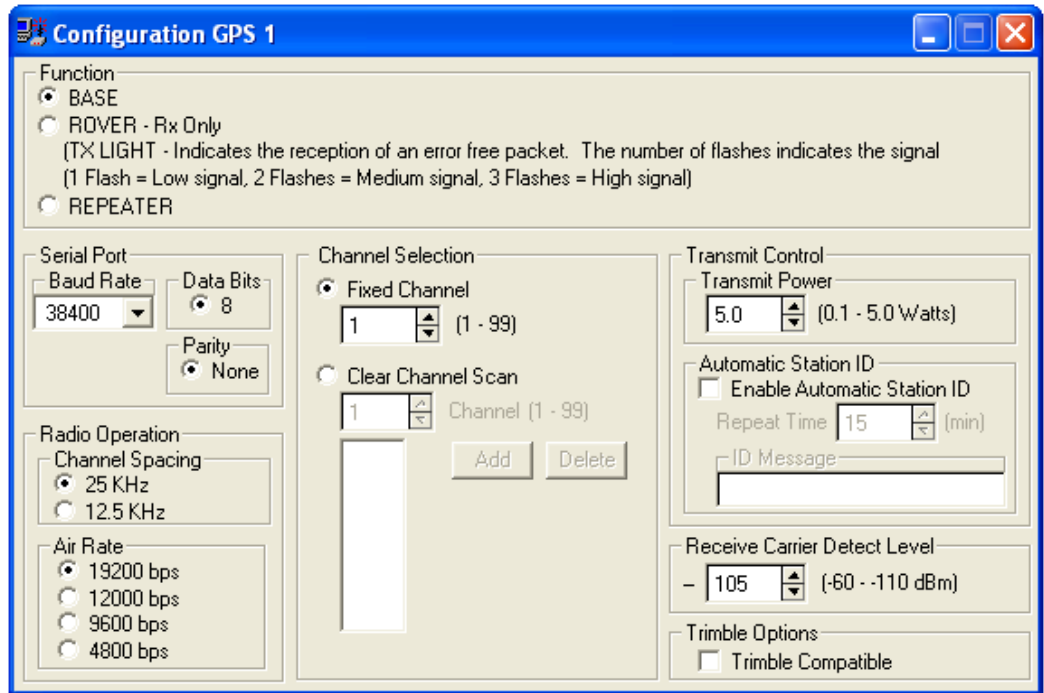 Configuration GPS 1
Function
BASE
ROVER - Rx Only
(TX LIGHT - Indicates the reception of an error free packet. The number of flashes indicates the signal
(1 Flash = Low signal, 2 Flashes = Medium signal, 3 Flashes = High signal)
REPEATER
Serial Port
Baud Rate
38400
Data Bits
8
Parity
None
Radio Operation
Channel Spacing
25 KHz
12.5 KHz
Air Rate
19200 bps
12000 bps
9600 bps
4800 bps
Channel Selection
Fixed Channel
1 (1 - 99)
Clear Channel Scan
1 Channel (1 - 99)
Add Delete
Transmit Control
Transmit Power
5.0 (0.1 - 5.0 Watts)
Automatic Station ID
Enable Automatic Station ID
Repeat Time 15 (min)
ID Message
Receive Carrier Detect Level
- 105 (-60 - -110 dBm)
Trimble Options
Trimble Compatible